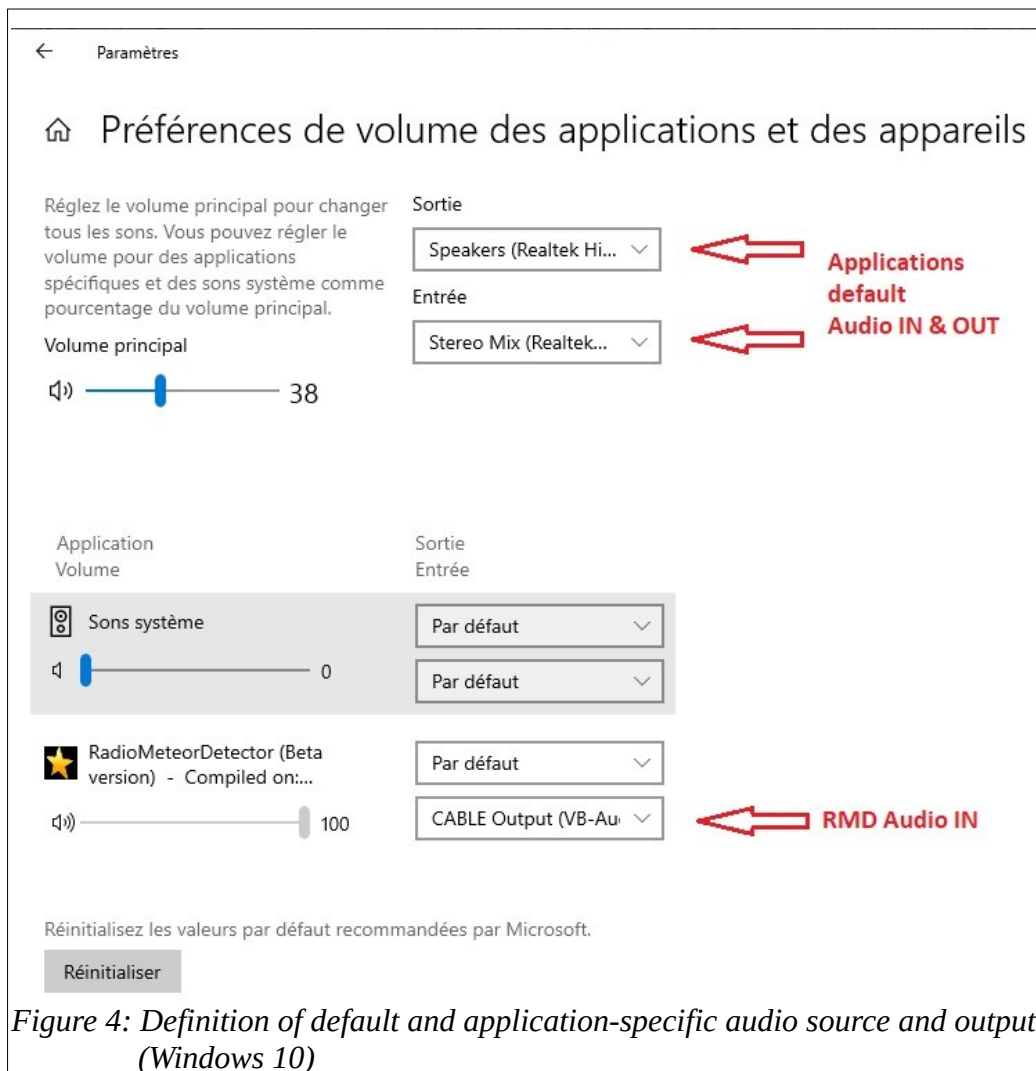 Paramètres
Préférences de volume des applications et des appareils
Réglez le volume principal pour changer
tous les sons. Vous pouvez régler le
volume pour des applications
spécifiques et des sons système comme
pourcentage du volume principal.
Volume principal
38
Sortie
Speakers (Realtek Hi...
Entrée
Stereo Mix (Realtek...
Applications
default
Audio IN & OUT
Application
Volume
Sortie
Entrée
Sons système
0
Par défaut
Par défaut
RadioMeteorDetector (Beta
version) - Compiled on:...
100
Par défaut
CABLE Output (VB-Au
RMD Audio IN
Réinitialisez les valeurs par défaut recommandées par Microsoft.
Réinitialiser
Figure 4: Definition of default and application-specific audio source and output
(Windows 10)